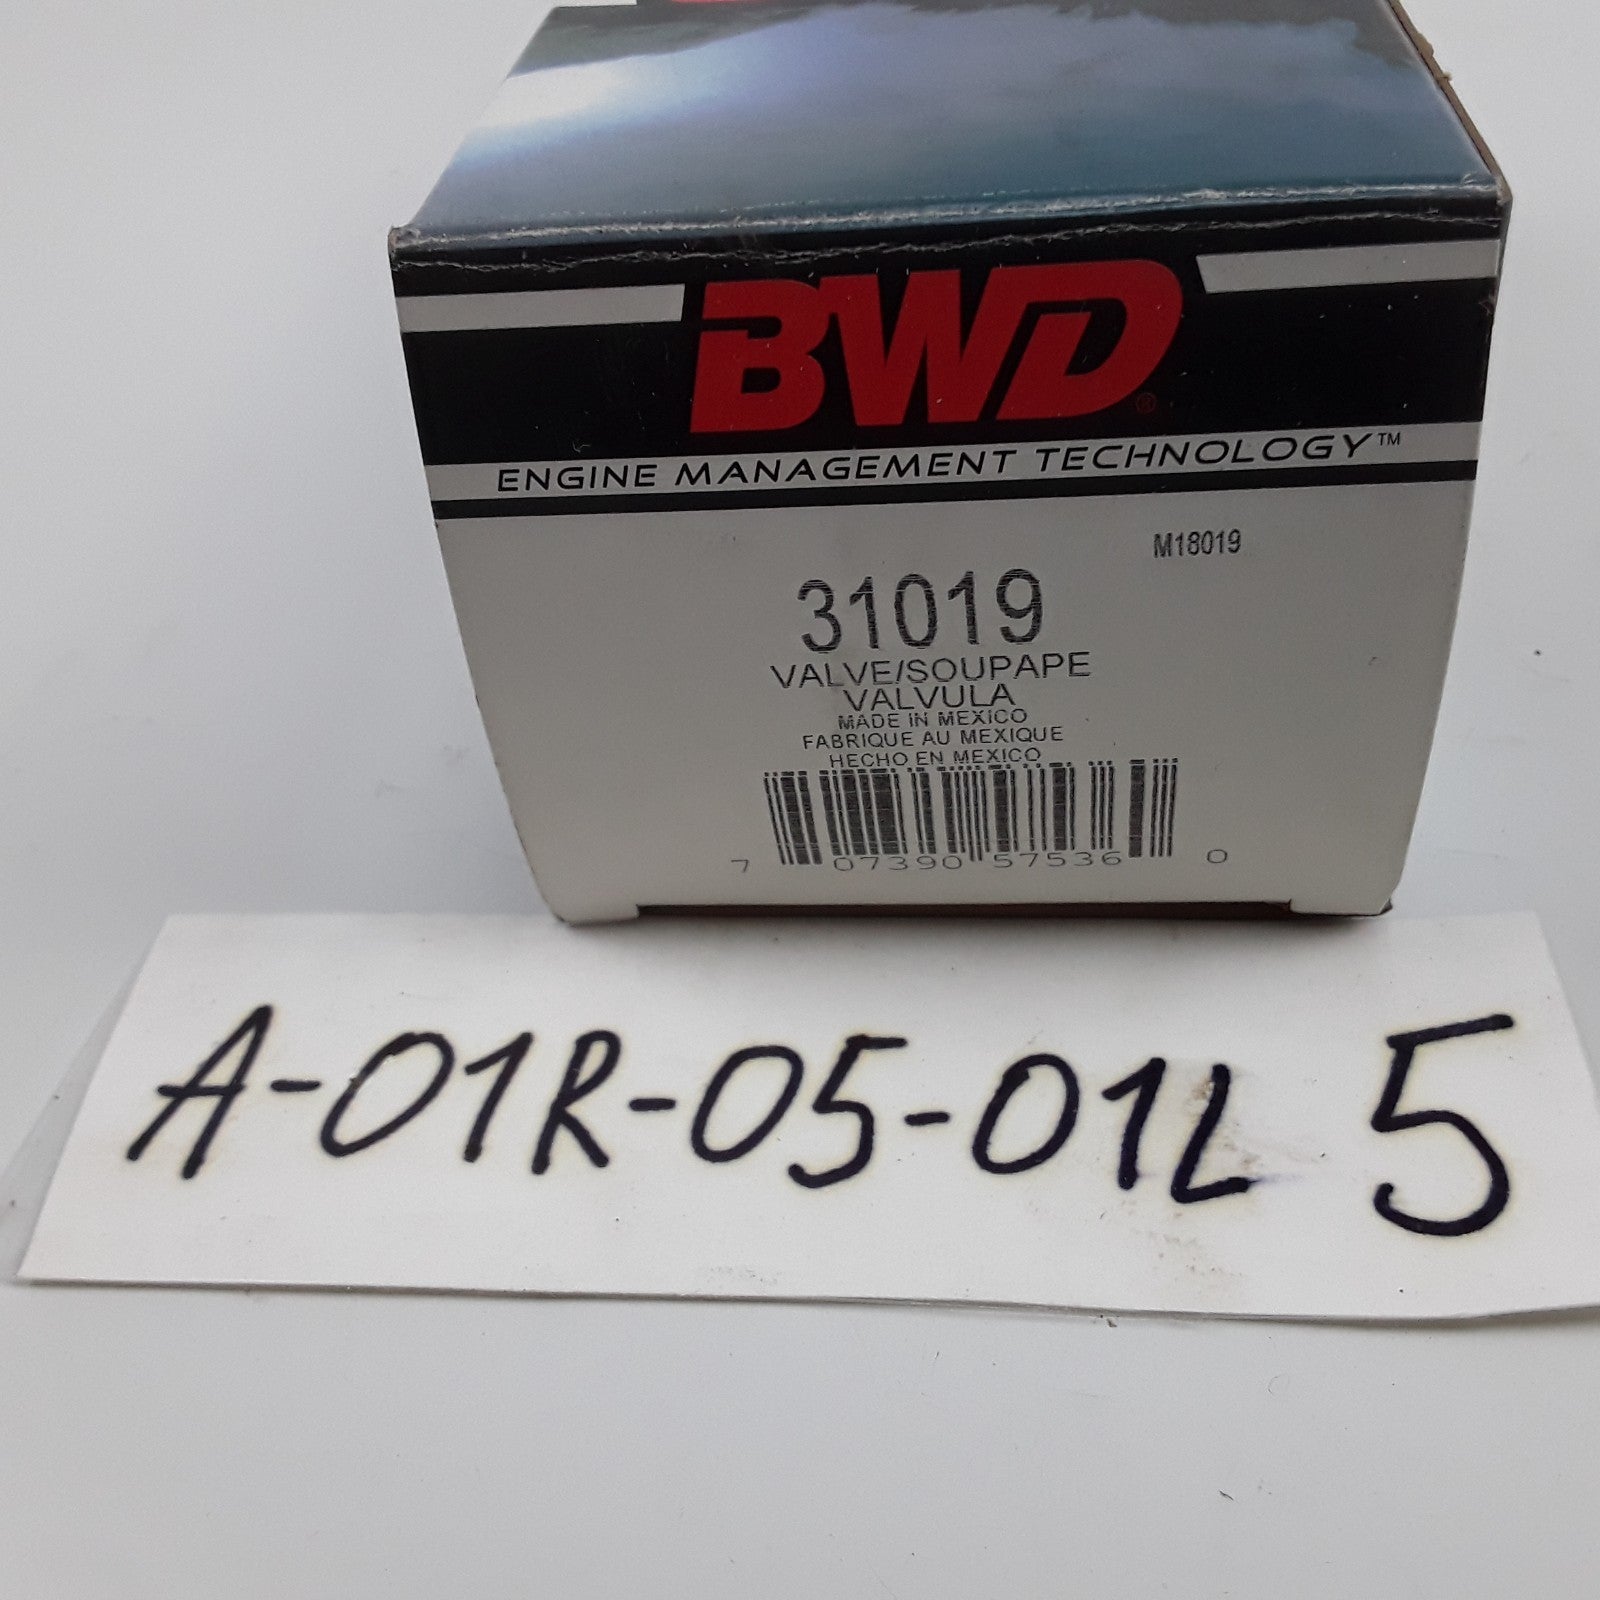 BWD®
ENGINE MANAGEMENT TECHNOLOGY™
M18019
31019
VALVE/SOUPAPE
VALVULA
MADE IN MEXICO
FABRIQUE AU MEXIQUE
HECHO EN MEXICO
7 07390 57536 0
A-01R-05-01L 5